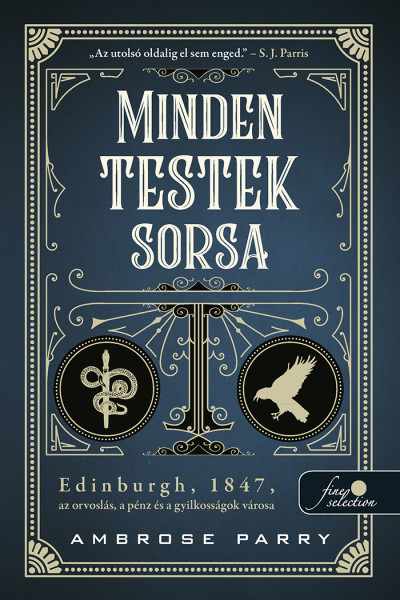 „Az utolsó oldalig el sem enged.” – S. J. Parris
MINDEN
TESTEK
SORSA
Edinburgh, 1847,
az orvoslás, a pénz és a gyilkosságok városa
fine
selection
AMBROSE PARRY